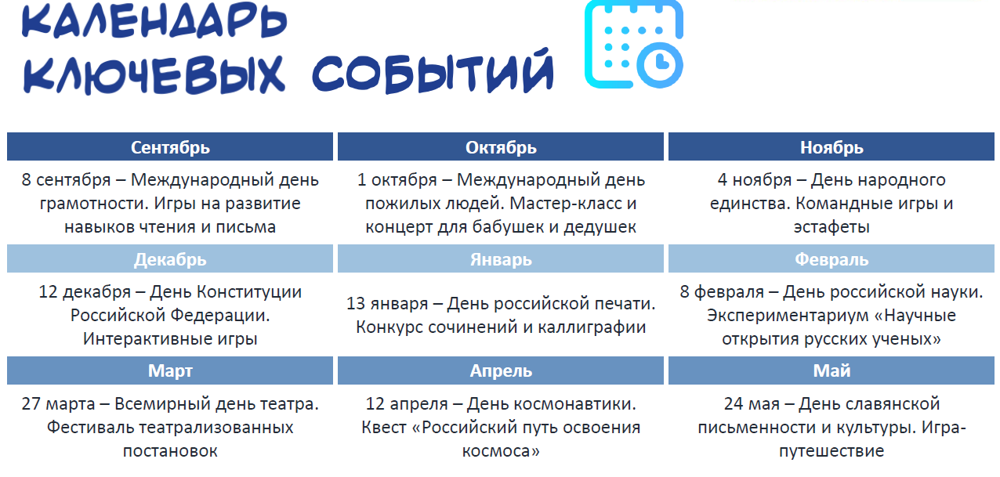 КАЛЕНДАРЬ
КЛЮЧЕВЫХ СОБЫТИЙ
Сентябрь
8 сентября – Международный день
грамотности. Игры на развитие
навыков чтения и письма
Октябрь
1 октября – Международный день
пожилых людей. Мастер-класс и
концерт для бабушек и дедушек
Ноябрь
4 ноября – День народного
единства. Командные игры и
эстафеты
Декабрь
12 декабря – День Конституции
Российской Федерации.
Интерактивные игры
Январь
13 января – День российской печати.
Конкурс сочинений и каллиграфии
Февраль
8 февраля – День российской науки.
Экспериментариум «Научные
открытия русских ученых»
Март
27 марта – Всемирный день театра.
Фестиваль театрализованных
постановок
Апрель
12 апреля – День космонавтики.
Квест «Российский путь освоения
космоса»
Май
24 мая – День славянской
письменности и культуры. Игра-
путешествие